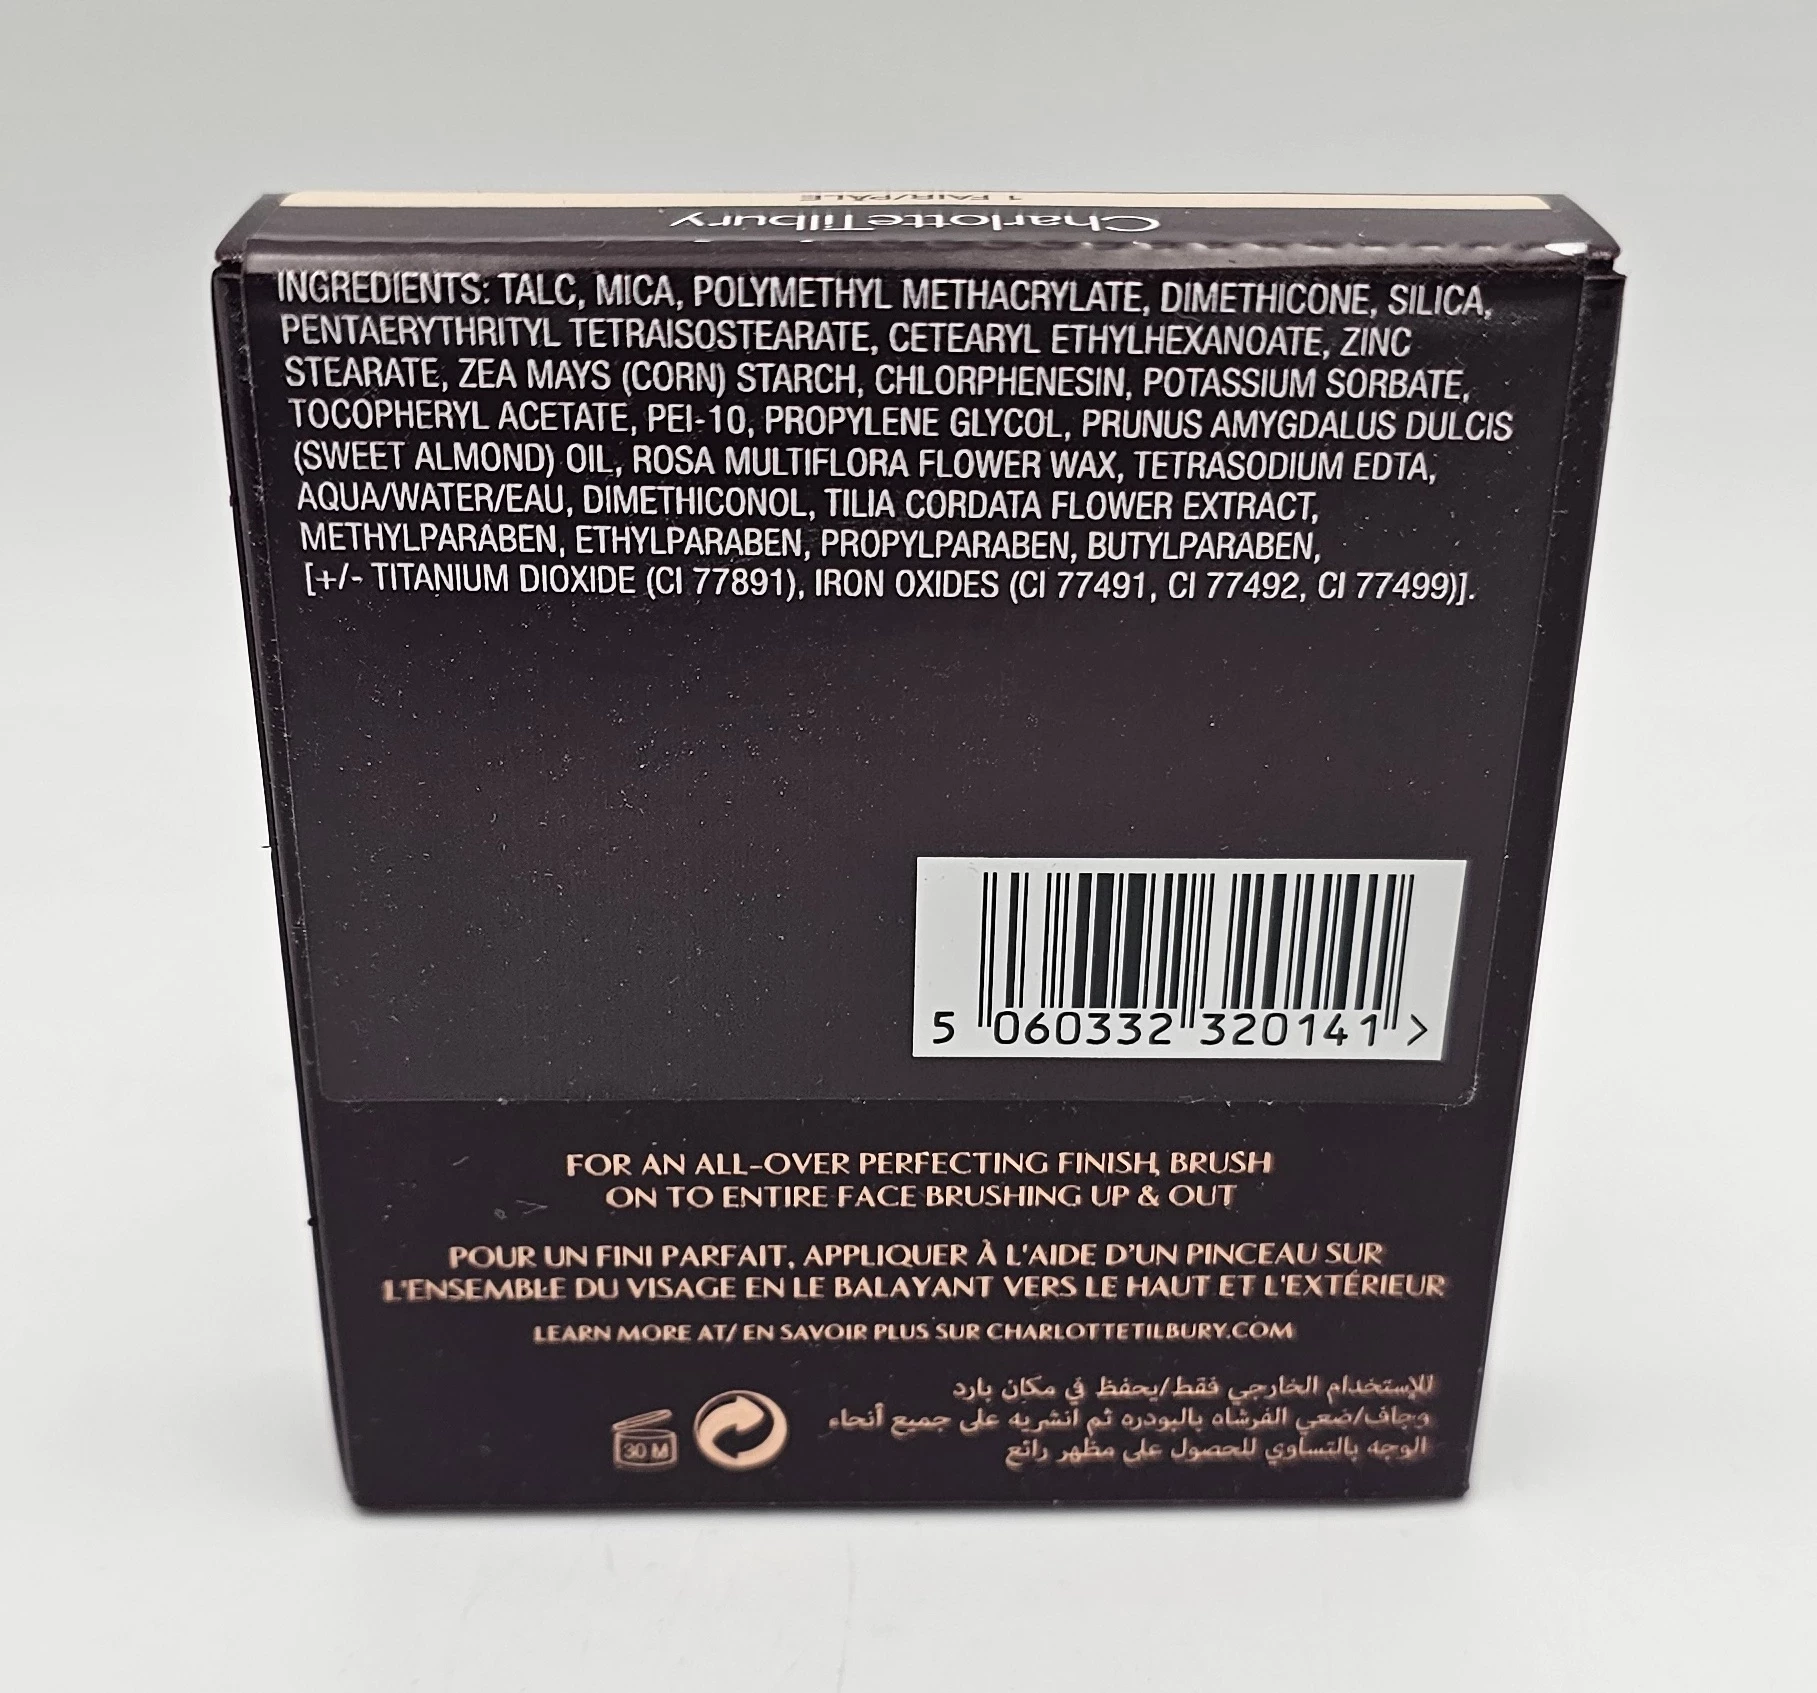 1 FAIR/PALE
CharlotteTilbury
INGREDIENTS: TALC, MICA, POLYMETHYL METHACRYLATE, DIMETHICONE, SILICA,
PENTAERYTHRITYL TETRAISOSTEARATE, CETEARYL ETHYLHEXANOATE, ZINC
STEARATE, ZEA MAYS (CORN) STARCH, CHLORPHENESIN, POTASSIUM SORBATE,
TOCOPHERYL ACETATE, PEI-10, PROPYLENE GLYCOL, PRUNUS AMYGDALUS DULCIS
(SWEET ALMOND) OIL, ROSA MULTIFLORA FLOWER WAX, TETRASODIUM EDTA,
AQUA/WATER/EAU, DIMETHICONOL, TILIA CORDATA FLOWER EXTRACT,
METHYLPARABEN, ETHYLPARABEN, PROPYLPARABEN, BUTYLPARABEN,
[+/- TITANIUM DIOXIDE (CI 77891), IRON OXIDES (CI 77491, CI 77492, CI 77499)].
5 060332 320141 >
FOR AN ALL-OVER PERFECTING FINISH, BRUSH
ON TO ENTIRE FACE BRUSHING UP & OUT
POUR UN FINI PARFAIT, APPLIQUER À L'AIDE D'UN PINCEAU SUR
L'ENSEMBLE DU VISAGE EN LE BALAYANT VERS LE HAUT ET L'EXTÉRIEUR
LEARN MORE AT/ EN SAVOIR PLUS SUR CHARLOTTETILBURY.COM
للإستخدام الخارجي فقط/يحفظ في مكان بارد
وجاف/ضعي الفرشاه بالبودره ثم انشريه على جميع أنحاء
الوجه بالتساوي للحصول على مظهر رائع
30 M